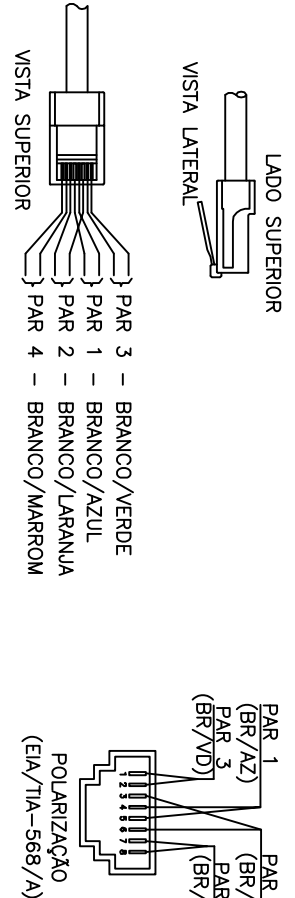 LADO SUPERIOR
VISTA LATERAL
VISTA SUPERIOR
PAR 3 – BRANCO/VERDE
PAR 1 – BRANCO/AZUL
PAR 2 – BRANCO/LARANJA
PAR 4 – BRANCO/MARROM
PAR 1
(BR/AZ)
PAR 3
(BR/VD)
PAR
(BR/
PAR
(BR/
1 2 3 4 5 6 7 8
POLARIZAÇÃO
(EIA/TIA–568/A)